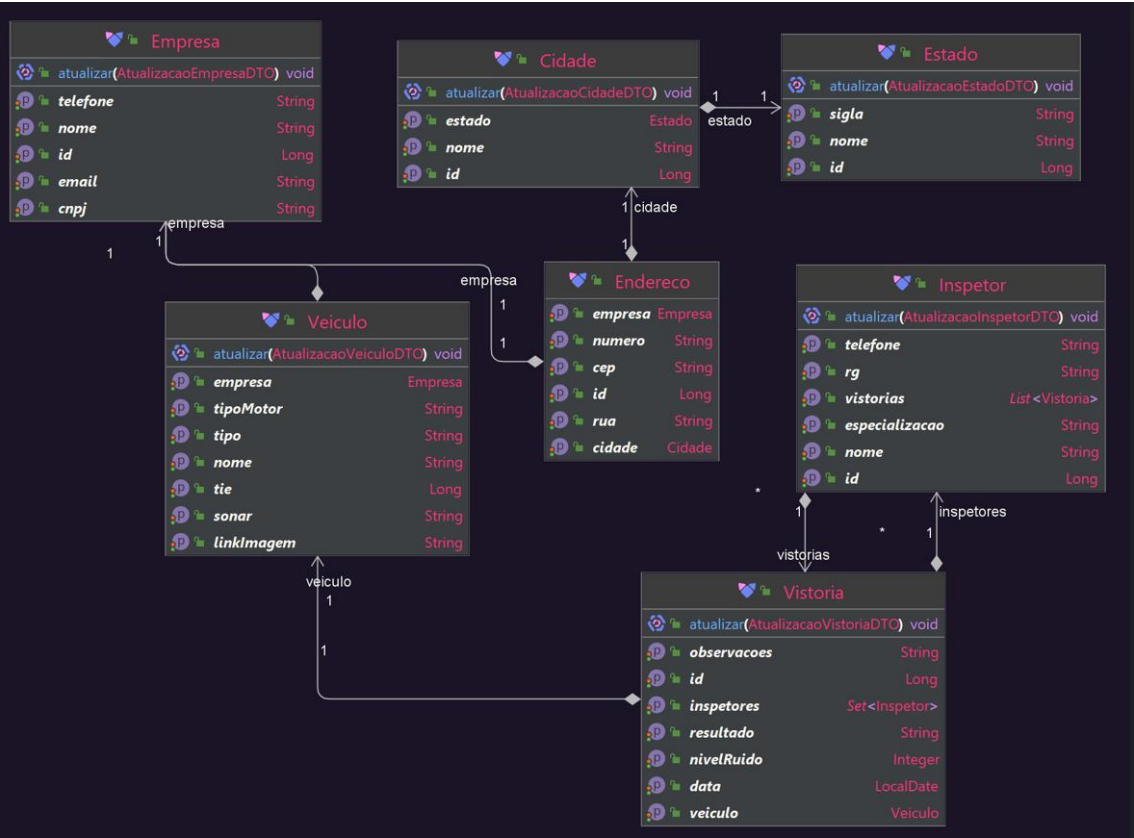 Empresa
atualizar(AtualizacaoEmpresaDTO) void
telefone String
nome String
id Long
email String
cnpj String
Cidade
atualizar(AtualizacaoCidadeDTO) void
estado Estado
nome String
id Long
1 1
estado
Estado
atualizar(AtualizacaoEstadoDTO) void
sigla String
nome String
id Long
empresa
1
1
1 cidade
1
empresa
1
1
Endereco
empresa Empresa
numero String
cep String
id Long
rua String
cidade Cidade
Veiculo
atualizar(AtualizacaoVeiculoDTO) void
empresa Empresa
tipoMotor String
tipo String
nome String
tie Long
sonar String
linkImagem String
Inspetor
atualizar(AtualizacaoInspetorDTO) void
telefone String
rg String
vistorias List<Vistoria>
especializacao String
nome String
id Long
*
1
vistorias
inspetores
*
1
veiculo
1
1
Vistoria
atualizar(AtualizacaoVistoriaDTO) void
observacoes String
id Long
inspetores Set<Inspetor>
resultado String
nivelRuido Integer
data LocalDate
veiculo Veiculo